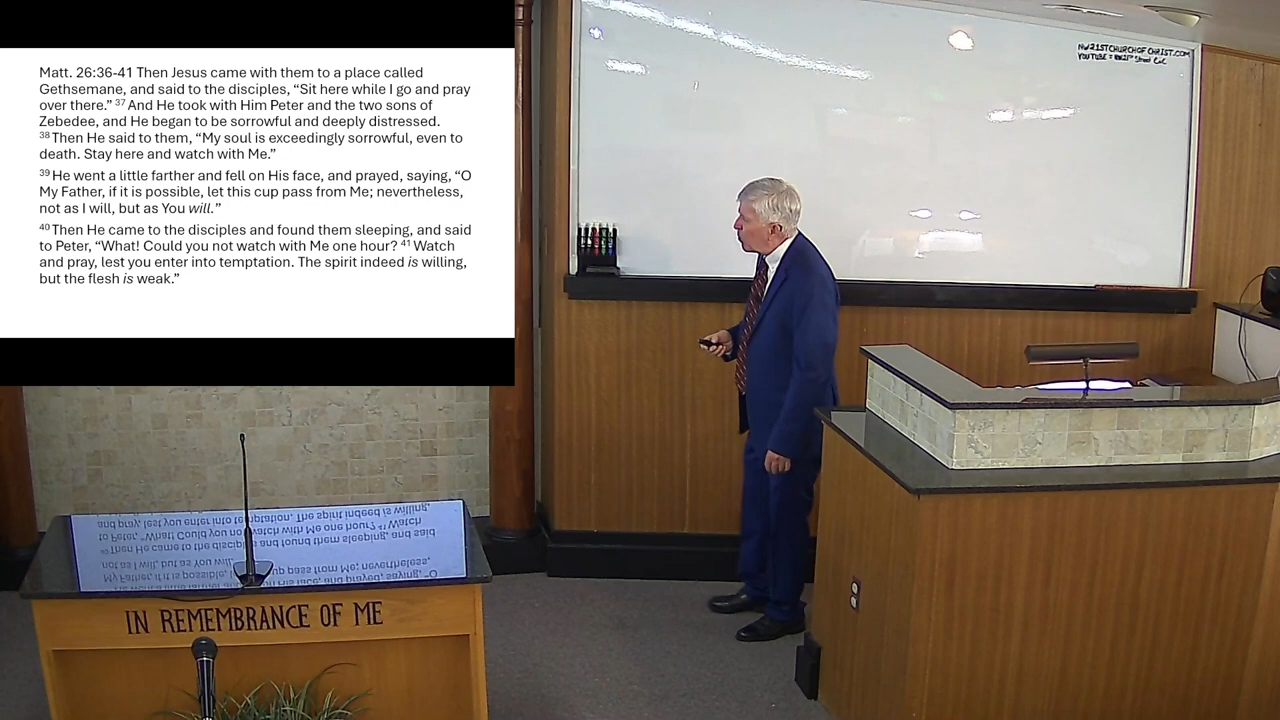 Matt. 26:36-41 Then Jesus came with them to a place called
Gethsemane, and said to the disciples, “Sit here while I go and pray
over there.” 37 And He took with Him Peter and the two sons of
Zebedee, and He began to be sorrowful and deeply distressed.
38 Then He said to them, “My soul is exceedingly sorrowful, even to
death. Stay here and watch with Me.”
39 He went a little farther and fell on His face, and prayed, saying, “O
My Father, if it is possible, let this cup pass from Me; nevertheless,
not as I will, but as You will.”
40 Then He came to the disciples and found them sleeping, and said
to Peter, “What! Could you not watch with Me one hour? 41 Watch
and pray, lest you enter into temptation. The spirit indeed is willing,
but the flesh is weak.”
NW21STCHURCHOFCHRIST.COM
YOUTUBE =
IN REMEMBRANCE OF ME